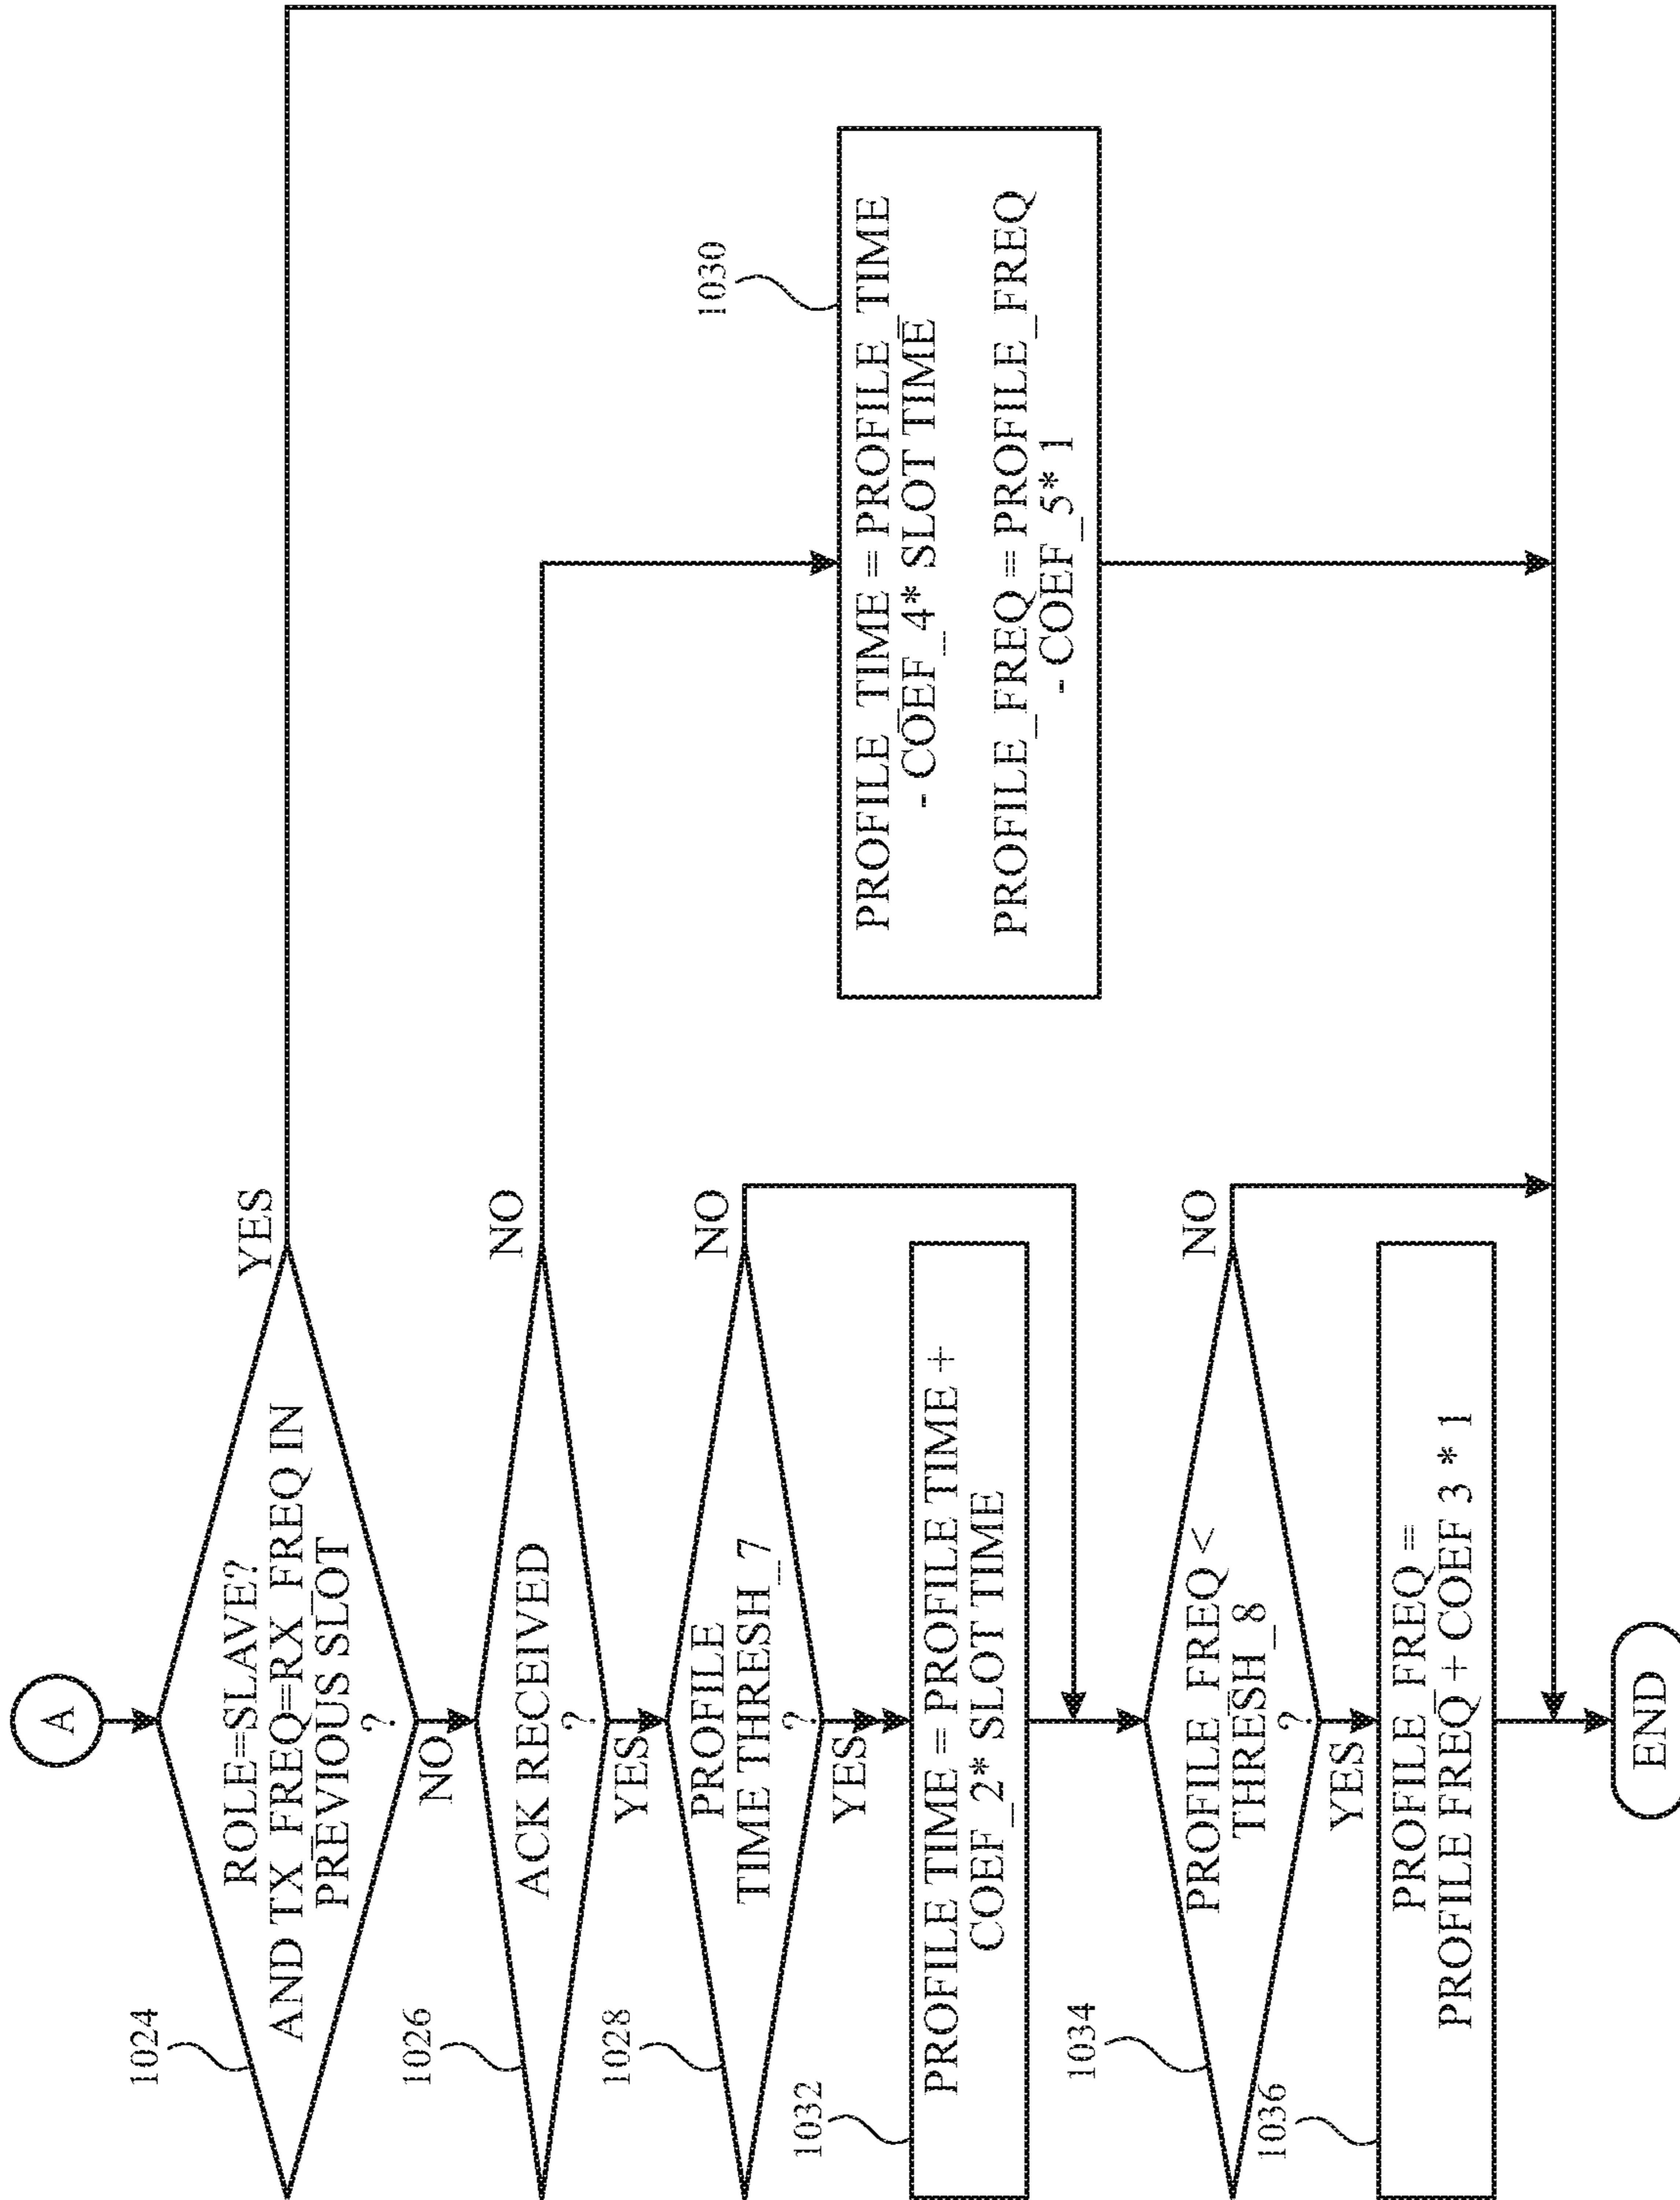 A
1024
ROLE=SLAVE?
AND TX_FREQ=RX_FREQ IN
PREVIOUS SLOT
?
YES
NO
1026
ACK RECEIVED
?
NO
YES
1028
PROFILE
TIME THRESH_7
?
NO
YES
1030
PROFILE_TIME = PROFILE_TIME
- COEF_4* SLOT TIME
PROFILE_FREQ = PROFILE_FREQ
- COEF_5* 1
1032
PROFILE TIME = PROFILE TIME +
COEF_2* SLOT TIME
1034
PROFILE_FREQ <
THRESH_8
?
NO
YES
1036
PROFILE_FREQ =
PROFILE FREQ + COEF 3 * 1
END